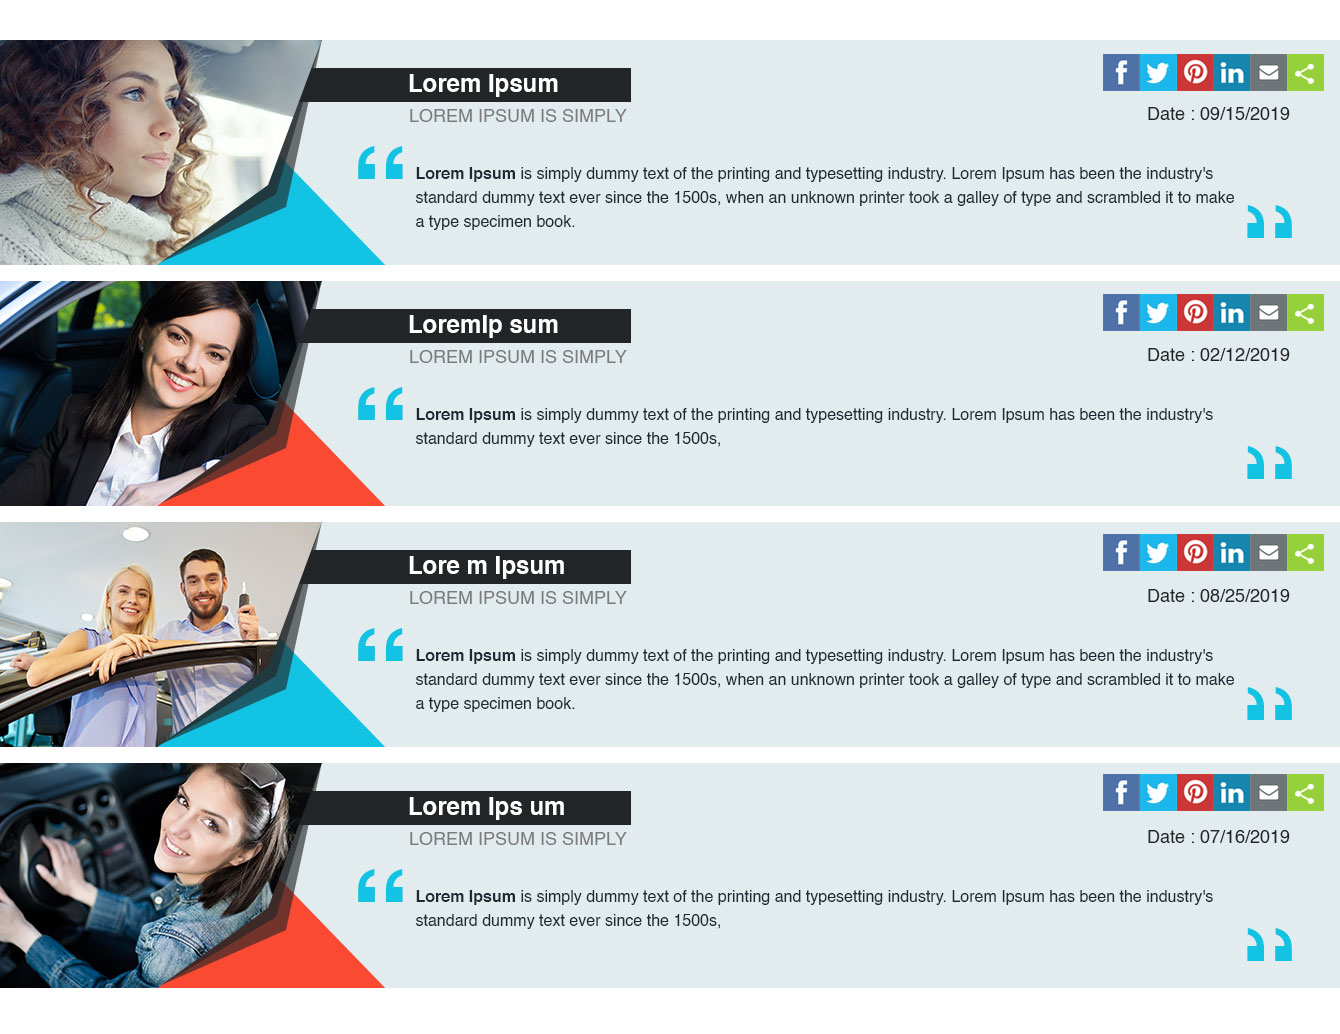 Lorem Ipsum
LOREM IPSUM IS SIMPLY
Date : 09/15/2019
Lorem Ipsum is simply dummy text of the printing and typesetting industry. Lorem Ipsum has been the industry's
standard dummy text ever since the 1500s, when an unknown printer took a galley of type and scrambled it to make
a type specimen book.
LoremIp sum
LOREM IPSUM IS SIMPLY
Date : 02/12/2019
Lorem Ipsum is simply dummy text of the printing and typesetting industry. Lorem Ipsum has been the industry's
standard dummy text ever since the 1500s,
Lore m Ipsum
LOREM IPSUM IS SIMPLY
Date : 08/25/2019
Lorem Ipsum is simply dummy text of the printing and typesetting industry. Lorem Ipsum has been the industry's
standard dummy text ever since the 1500s, when an unknown printer took a galley of type and scrambled it to make
a type specimen book.
Lorem Ips um
LOREM IPSUM IS SIMPLY
Date : 07/16/2019
Lorem Ipsum is simply dummy text of the printing and typesetting industry. Lorem Ipsum has been the industry's
standard dummy text ever since the 1500s,